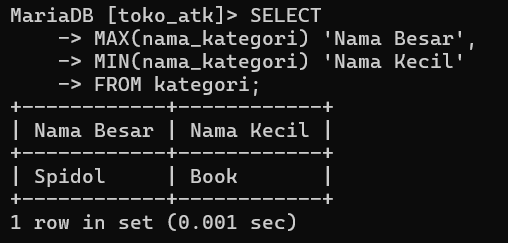 MariaDB [toko_atk]> SELECT
    -> MAX(nama_kategori) 'Nama Besar',
    -> MIN(nama_kategori) 'Nama Kecil'
    -> FROM kategori;
+------------+------------+
| Nama Besar | Nama Kecil |
+------------+------------+
| Spidol     | Book       |
+------------+------------+
1 row in set (0.001 sec)